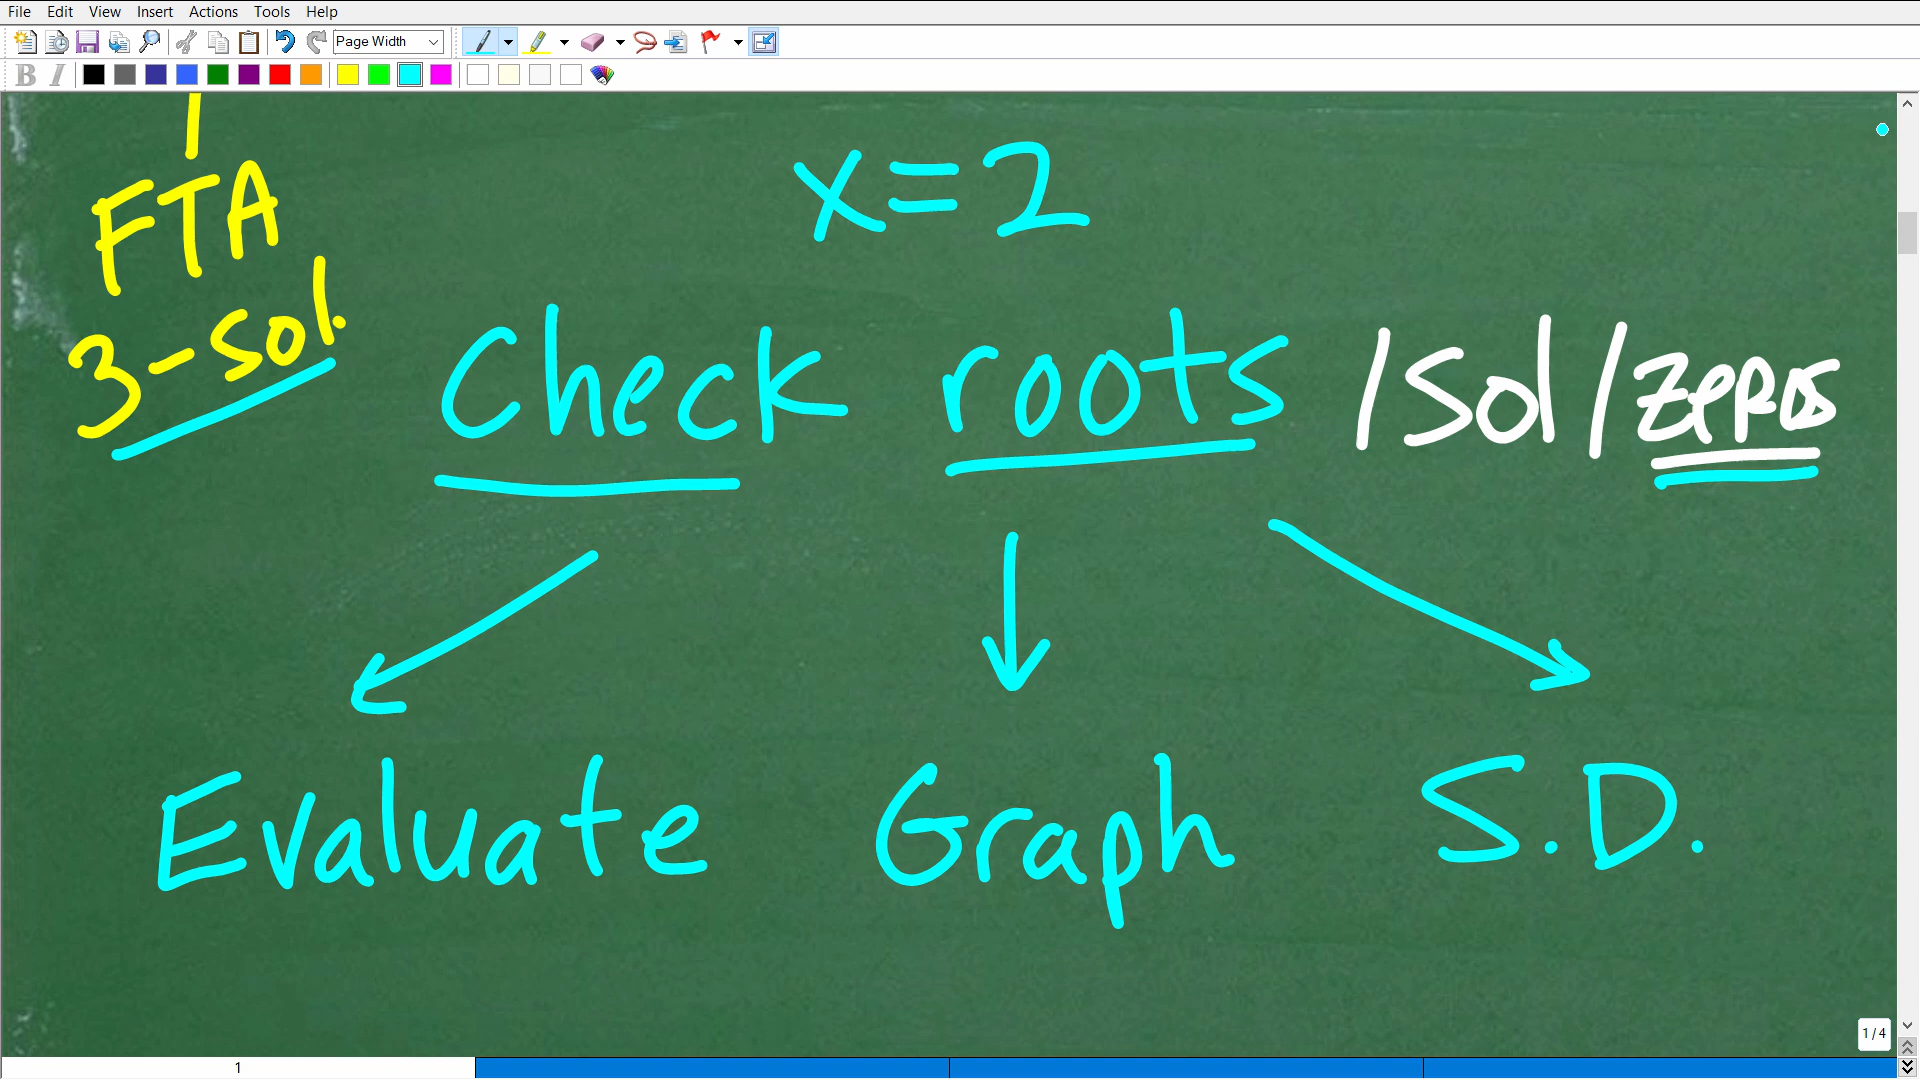 File Edit View Insert Actions Tools Help
Page Width
B I
FTA
3-sol.
x=2
Check roots /Sol/zeros
Evaluate Graph S.D.
1 / 4
1